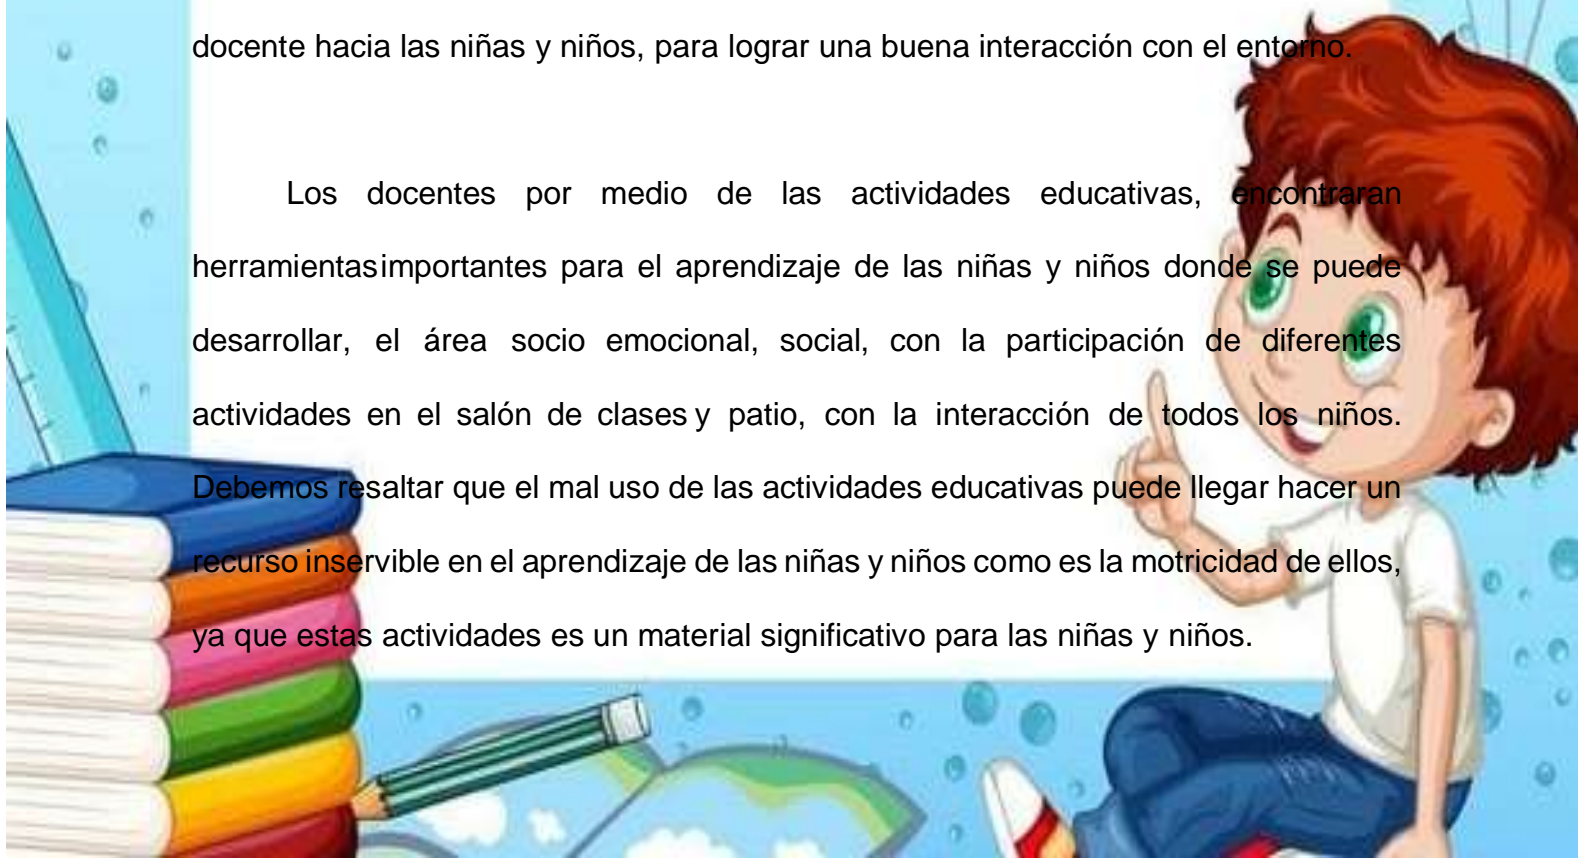 docente hacia las niñas y niños, para lograr una buena interacción con el entorno.
Los docentes por medio de las actividades educativas, encontraran
herramientasimportantes para el aprendizaje de las niñas y niños donde se puede
desarrollar, el área socio emocional, social, con la participación de diferentes
actividades en el salón de clases y patio, con la interacción de todos los niños.
Debemos resaltar que el mal uso de las actividades educativas puede llegar hacer un
recurso inservible en el aprendizaje de las niñas y niños como es la motricidad de ellos,
ya que estas actividades es un material significativo para las niñas y niños.